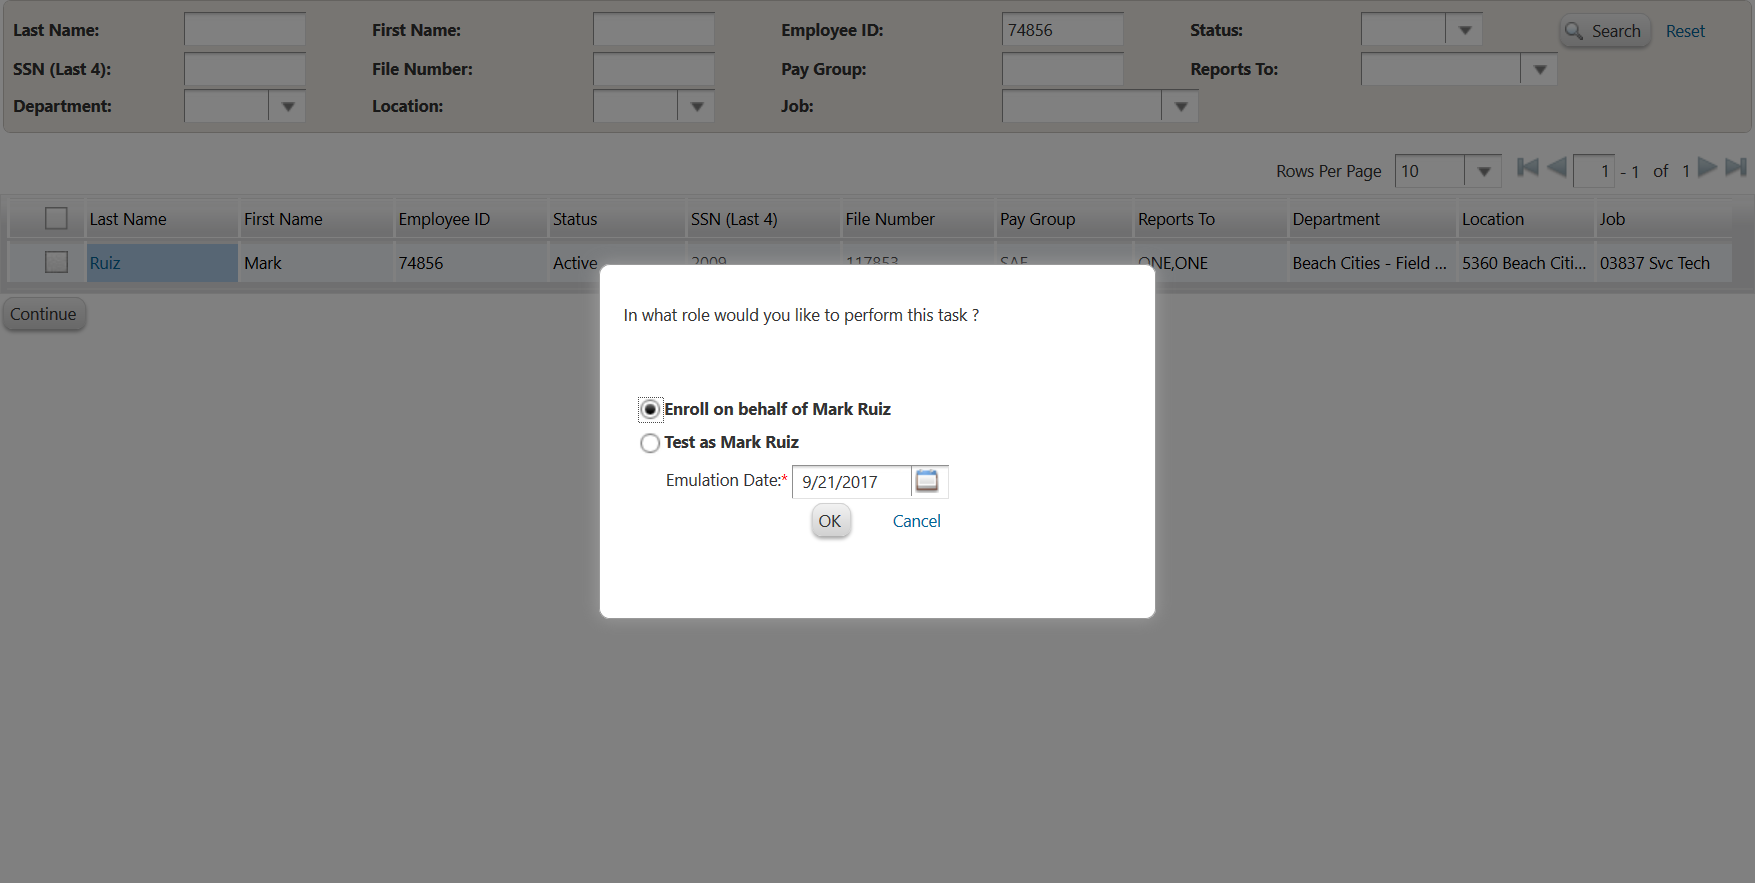 Last Name: First Name: Employee ID: 74856 Status: Search Reset
SSN (Last 4): File Number: Pay Group: Reports To:
Department: Location: Job:
Rows Per Page 10 1 - 1 of 1
Last Name First Name Employee ID Status SSN (Last 4) File Number Pay Group Reports To Department Location Job
Ruiz Mark 74856 Active 2009 117853 SAF ONE,ONE Beach Cities - Field ... 5360 Beach Citi... 03837 Svc Tech
Continue
In what role would you like to perform this task ?
Enroll on behalf of Mark Ruiz
Test as Mark Ruiz
Emulation Date:* 9/21/2017
OK Cancel